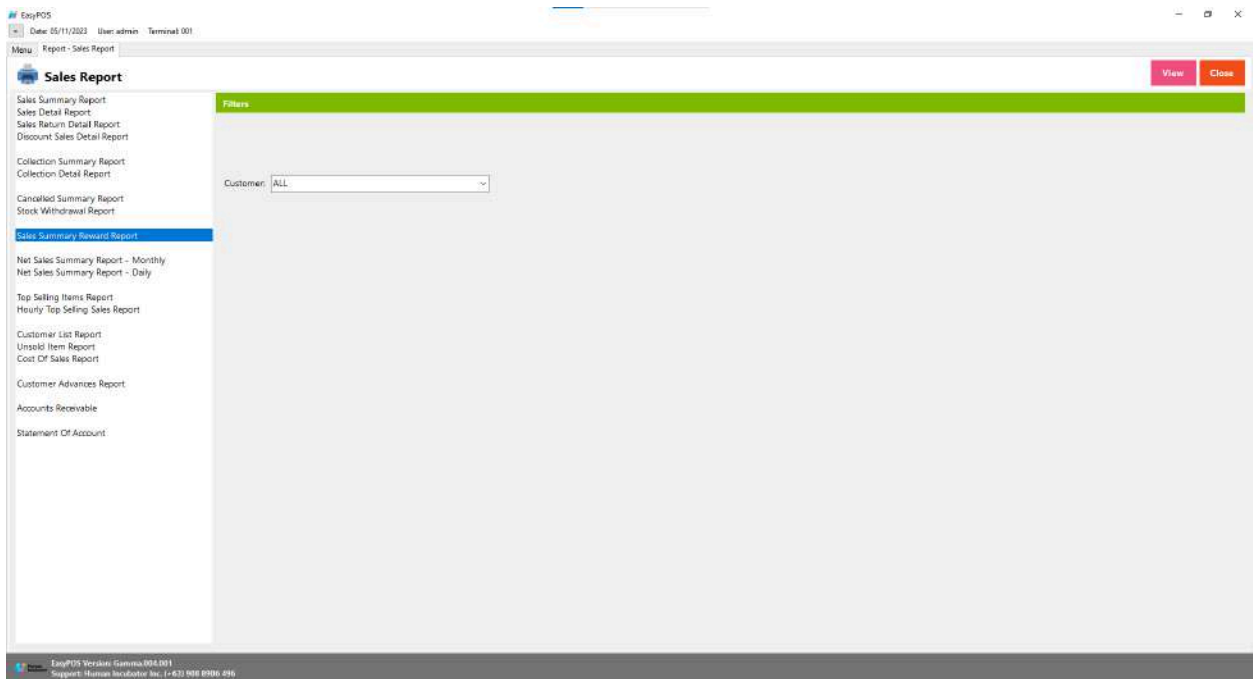 EasyPOS
Date: 05/11/2023 User: admin Terminal: 001
Menu Report - Sales Report
Sales Report
View Close
Sales Summary Report
Sales Detail Report
Sales Return Detail Report
Discount Sales Detail Report
Collection Summary Report
Collection Detail Report
Cancelled Summary Report
Stock Withdrawal Report
Sales Summary Reward Report
Net Sales Summary Report - Monthly
Net Sales Summary Report - Daily
Top Selling Items Report
Hourly Top Selling Sales Report
Customer List Report
Unsold Item Report
Cost Of Sales Report
Customer Advances Report
Accounts Receivable
Statement Of Account
Filters
Customer: ALL
EasyPOS Version: Gamma.004.001
Support: Human Incubator Inc. (+63) 908 8906 496